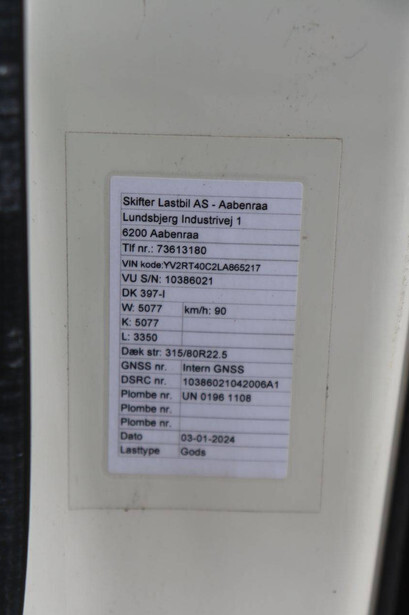 Skifter Lastbil AS - Aabenraa
Lundsbjerg Industrivej 1
6200 Aabenraa
Tlf nr.: 73613180
VIN kode:YV2RT40C2LA865217
VU S/N: 10386021
DK 397-I
W: 5077 km/h: 90
K: 5077
L: 3350
Dæk str: 315/80R22.5
GNSS nr. Intern GNSS
DSRC nr. 10386021042006A1
Plombe nr. UN 0196 1108
Plombe nr.
Plombe nr.
Dato 03-01-2024
Lasttype Gods